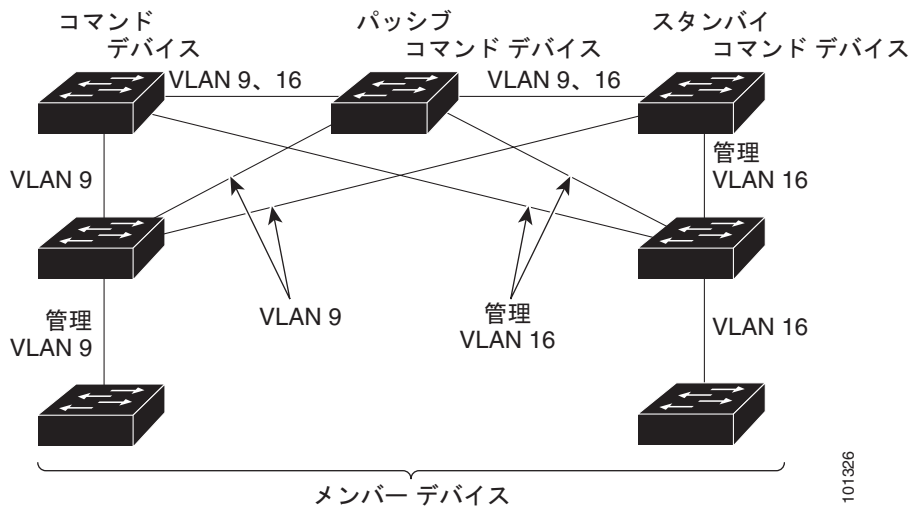 コマンド
デバイス
パッシブ
コマンド デバイス
スタンバイ
コマンド デバイス
VLAN 9、16
VLAN 9、16
VLAN 9
管理
VLAN 16
VLAN 9
管理
VLAN 16
管理
VLAN 9
VLAN 16
メンバー デバイス
101326